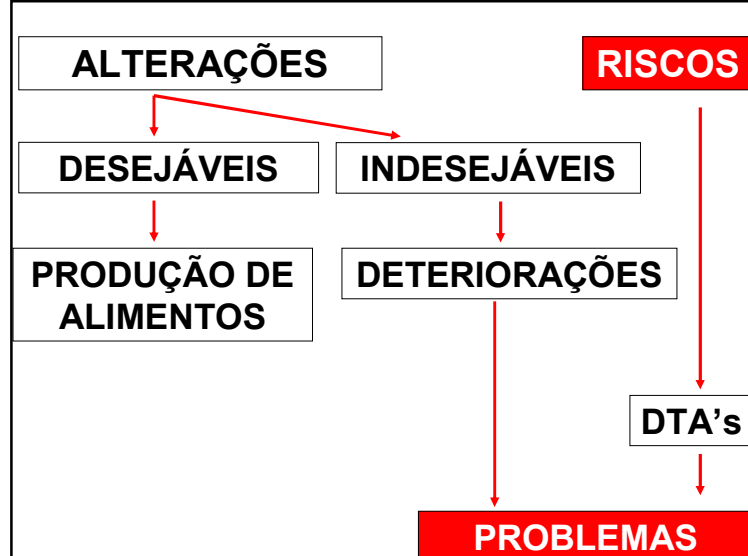 ALTERAÇÕES
RISCOS
DESEJÁVEIS
INDESEJÁVEIS
PRODUÇÃO DE
ALIMENTOS
DETERIORAÇÕES
DTA’s
PROBLEMAS